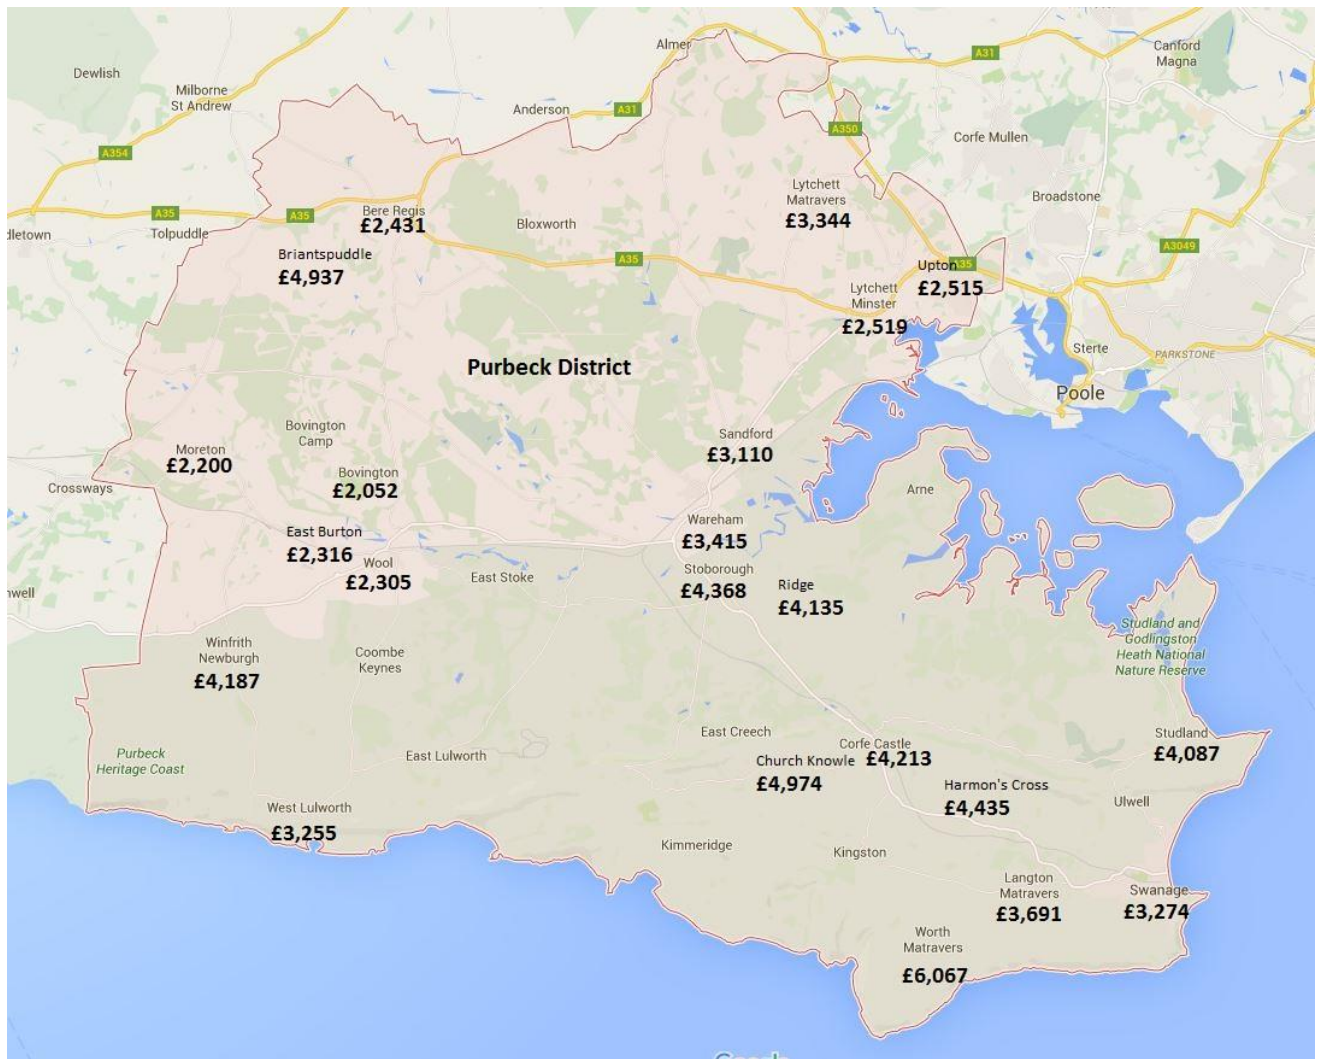 Almer
A31
Canford
Magna
Dewlish
Milborne
St Andrew
Anderson
A31
A350
Corfe Mullen
A354
Lytchett
Matravers
£3,344
Broadstone
A35
A35
Bere Regis
£2,431
Bloxworth
dletown
Tolpuddle
A3049
Briantspuddle
£4,937
A35
Upton
A35
£2,515
Lytchett
Minster
£2,519
Sterte
PARKSTONE
Purbeck District
Poole
Bovington
Camp
Sandford
£3,110
Moreton
£2,200
Bovington
£2,052
Crossways
Arne
East Burton
£2,316
Wareham
£3,415
Wool
£2,305
East Stoke
Stoborough
£4,368
Ridge
£4,135
nwell
Studland and
Godlingston
Heath National
Nature Reserve
Winfrith
Newburgh
£4,187
Coombe
Keynes
East Creech
Studland
£4,087
Purbeck
Heritage Coast
East Lulworth
Corfe Castle
£4,213
Church Knowle
£4,974
Harmon's Cross
£4,435
Ulwell
West Lulworth
£3,255
Kimmeridge
Kingston
Langton
Matravers
£3,691
Swanage
£3,274
Worth
Matravers
£6,067